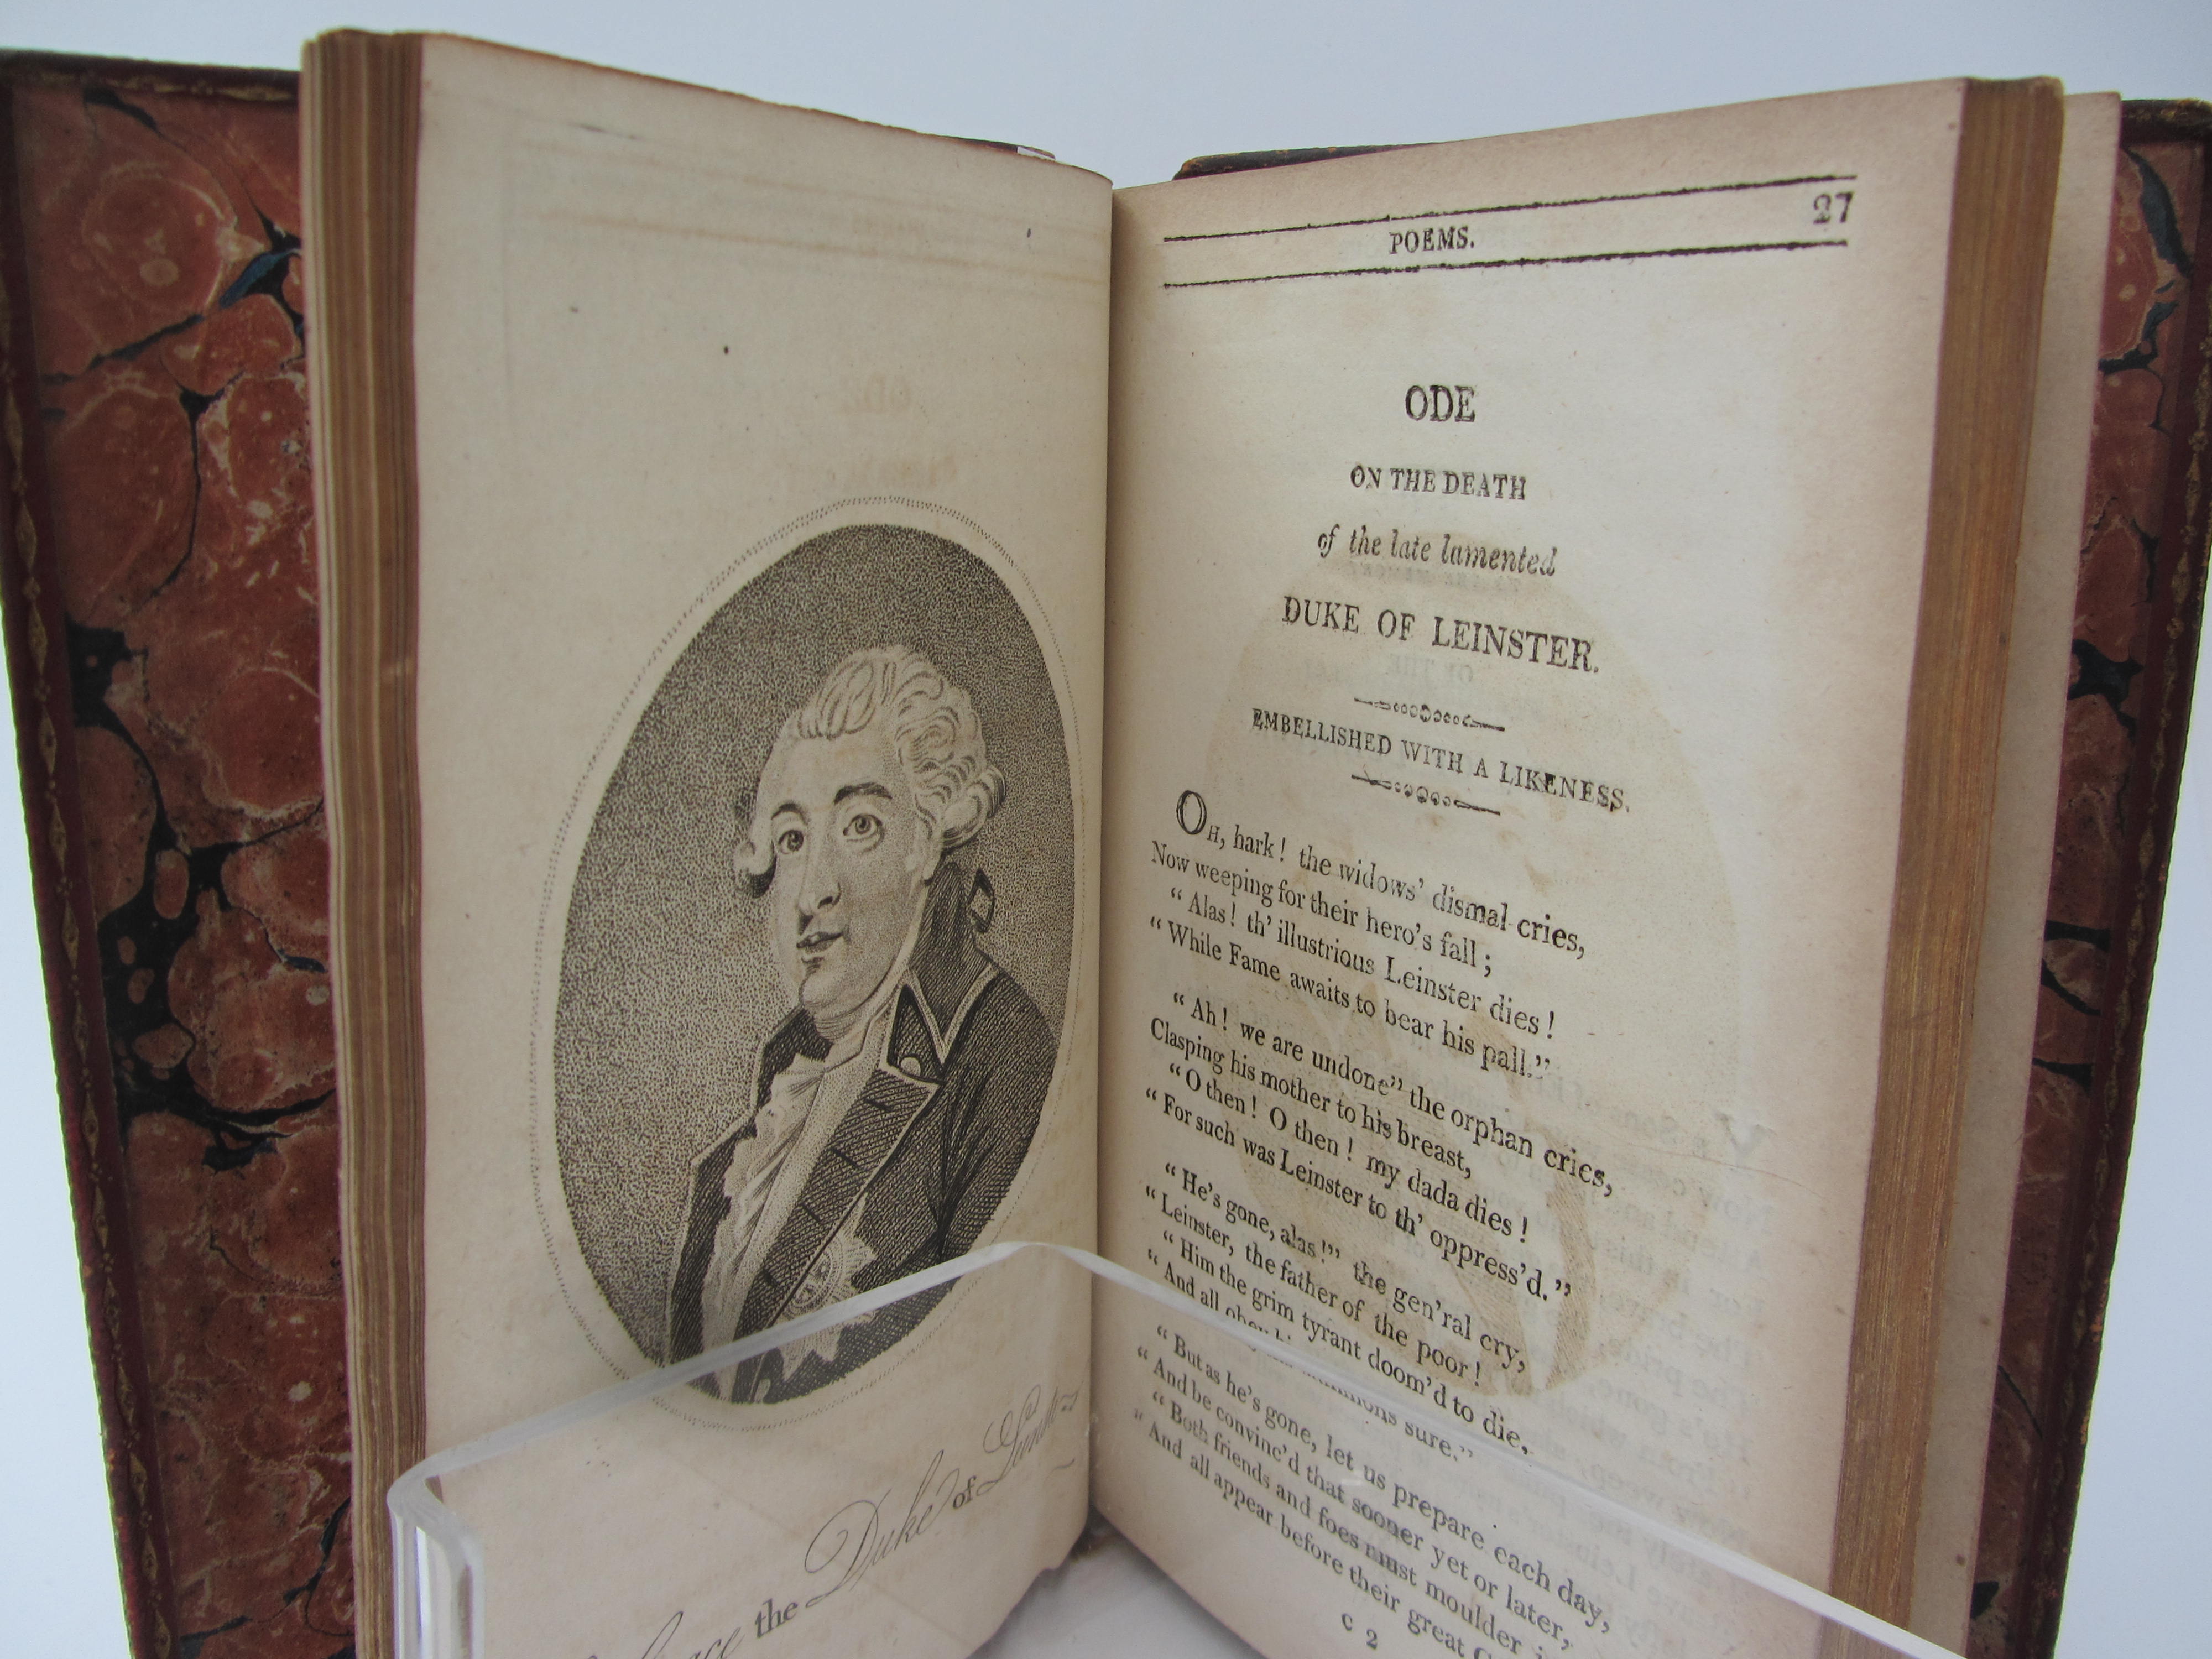 the Duke of Leinster
POEMS.
27
ODE
ON THE DEATH
of the late lamented
DUKE OF LEINSTER.
EMBELLISHED WITH A LIKENESS.
OH, hark! the widows' dismal cries,
Now weeping for their hero's fall;
“ Alas! th' illustrious Leinster dies!
“ While Fame awaits to bear his pall.”
“ Ah! we are undone” the orphan cries,
Clasping his mother to his breast,
“ O then! O then! my dada dies!
“ For such was Leinster to th' oppress'd.”
“ He's gone, alas!” the gen'ral cry,
“ Leinster, the father of the poor!
“ Him the grim tyrant doom'd to die,
“ And all obey sure.”
“ But as he's gone, let us prepare each day,
“ And be convinc'd that sooner yet or later,
“ Both friends and foes must moulder
“ And all appear before their great
C 2